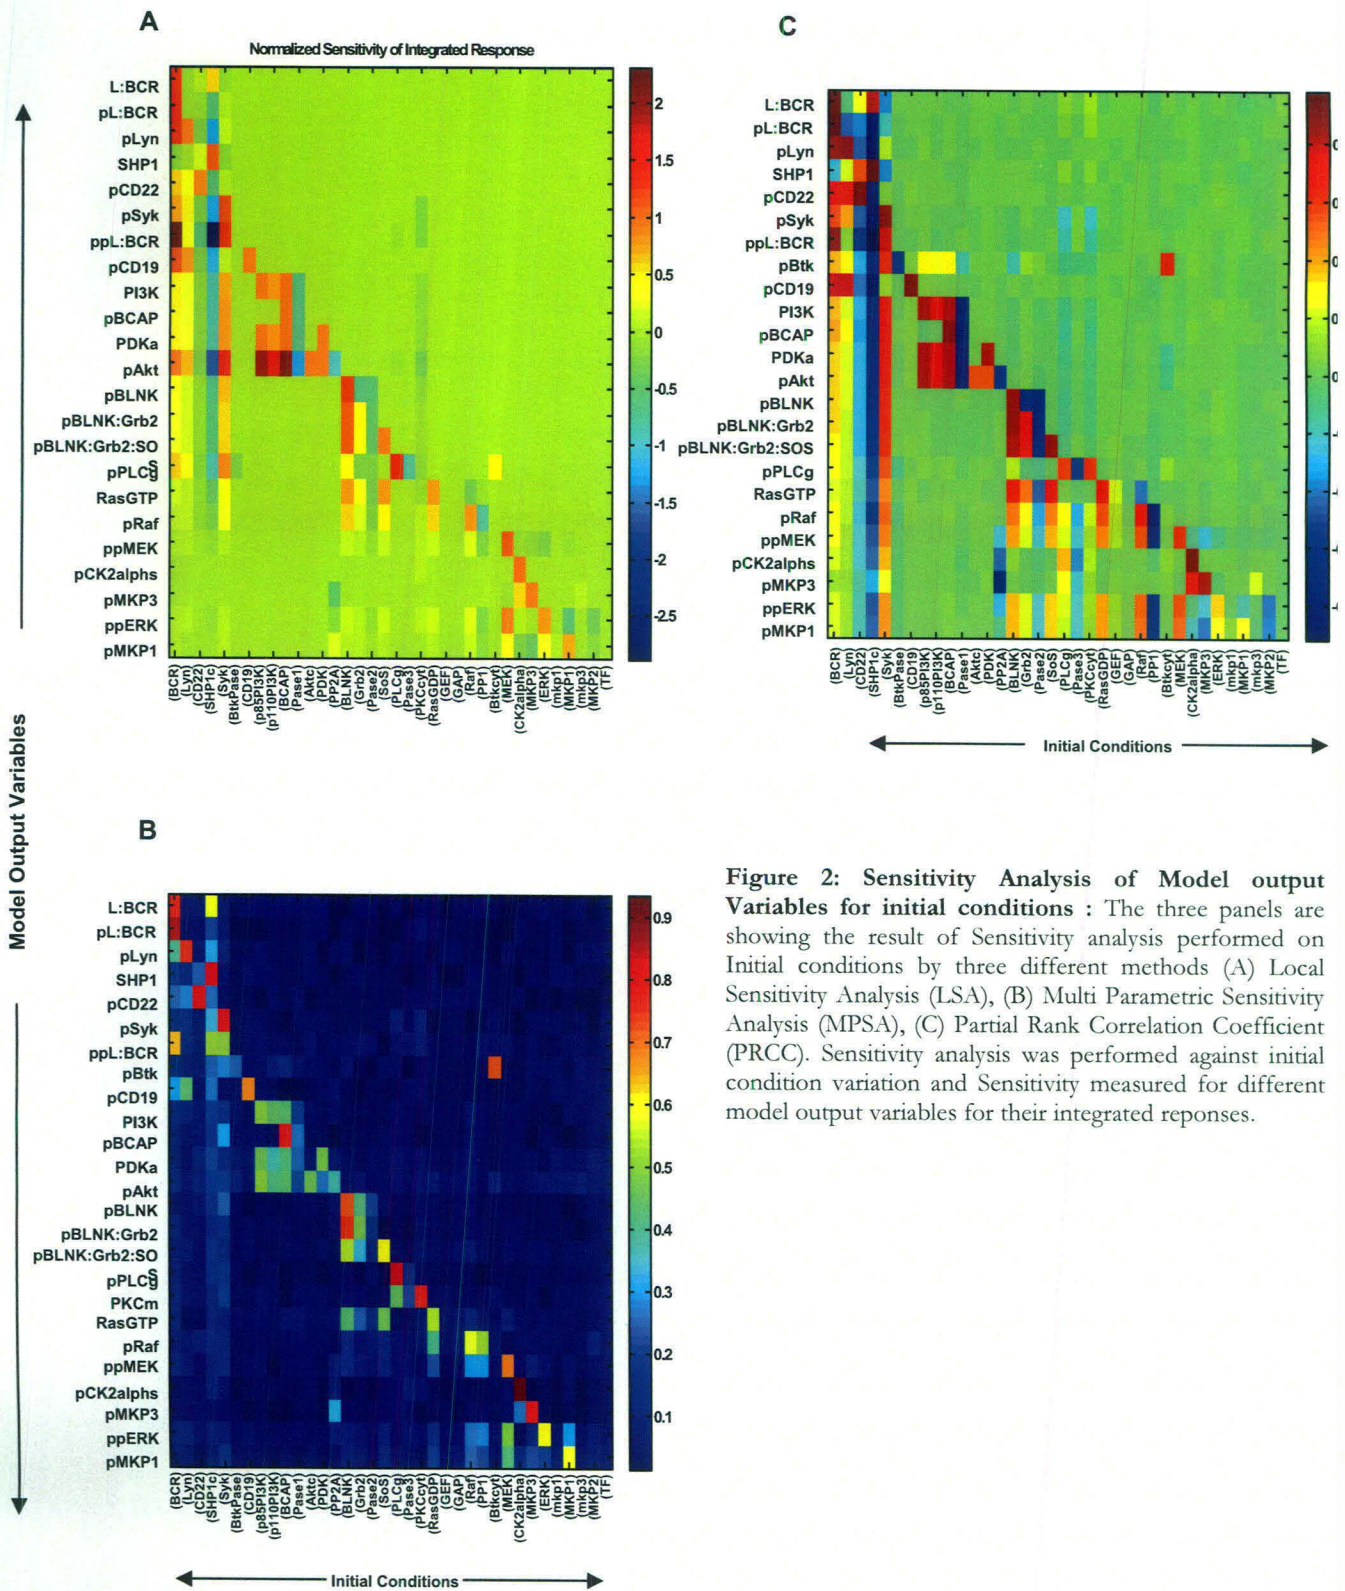 A
Normalized Sensitivity of Integrated Response
L:BCR
pL:BCR
pLyn
SHP1
pCD22
pSyk
ppL:BCR
pCD19
PI3K
pBCAP
PDKa
pAkt
pBLNK
pBLNK:Grb2
pBLNK:Grb2:SOS
pPLCg
RasGTP
pRaf
ppMEK
pCK2alphs
pMKP3
ppERK
pMKP1
2
1.5
1
0.5
0
-0.5
-1
-1.5
-2
-2.5
(BCR)
(Lyn)
(CD22)
(SHP1c)
(Syk)
(BtkPase)
(CD19)
(p85PI3K)
(p110PI3K)
(BCAP)
(Pase1)
(Aktc)
(PDK)
(PP2A)
(BLNK)
(Grb2)
(Pase2)
(SoS)
(PLCg)
(Pase3)
(PKCcyt)
(RasGDP)
(GEF)
(GAP)
(Raf)
(PP1)
(Btkcyt)
(MEK)
(CK2alpha)
(MKP3)
(ERK)
(mkp1)
(MKP1)
(mkp3)
(MKP2)
(TF)
C
L:BCR
pL:BCR
pLyn
SHP1
pCD22
pSyk
ppL:BCR
pBtk
pCD19
PI3K
pBCAP
PDKa
pAkt
pBLNK
pBLNK:Grb2
pBLNK:Grb2:SOS
pPLCg
RasGTP
pRaf
ppMEK
pCK2alphs
pMKP3
ppERK
pMKP1
(BCR)
(Lyn)
(CD22)
(SHP1c)
(Syk)
(BtkPase)
(CD19)
(p85PI3K)
(p110PI3K)
(BCAP)
(Pase1)
(Aktc)
(PDK)
(PP2A)
(BLNK)
(Grb2)
(Pase2)
(SoS)
(PLCg)
(Pase3)
(PKCcyt)
(RasGDP)
(GEF)
(GAP)
(Raf)
(PP1)
(Btkcyt)
(MEK)
(CK2alpha)
(MKP3)
(ERK)
(mkp1)
(MKP1)
(mkp3)
(MKP2)
(TF)
Initial Conditions
Model Output Variables
B
L:BCR
pL:BCR
pLyn
SHP1
pCD22
pSyk
ppL:BCR
pBtk
pCD19
PI3K
pBCAP
PDKa
pAkt
pBLNK
pBLNK:Grb2
pBLNK:Grb2:SOS
pPLCg
PKCm
RasGTP
pRaf
ppMEK
pCK2alphs
pMKP3
ppERK
pMKP1
0.9
0.8
0.7
0.6
0.5
0.4
0.3
0.2
0.1
(BCR)
(Lyn)
(CD22)
(SHP1c)
(Syk)
(BtkPase)
(CD19)
(p85PI3K)
(p110PI3K)
(BCAP)
(Pase1)
(Aktc)
(PDK)
(PP2A)
(BLNK)
(Grb2)
(Pase2)
(SoS)
(PLCg)
(Pase3)
(PKCcyt)
(RasGDP)
(GEF)
(GAP)
(Raf)
(PP1)
(Btkcyt)
(MEK)
(CK2alpha)
(MKP3)
(ERK)
(mkp1)
(MKP1)
(mkp3)
(MKP2)
(TF)
Initial Conditions
Figure 2: Sensitivity Analysis of Model output
Variables for initial conditions : The three panels are
showing the result of Sensitivity analysis performed on
Initial conditions by three different methods (A) Local
Sensitivity Analysis (LSA), (B) Multi Parametric Sensitivity
Analysis (MPSA), (C) Partial Rank Correlation Coefficient
(PRCC). Sensitivity analysis was performed against initial
condition variation and Sensitivity measured for different
model output variables for their integrated reponses.